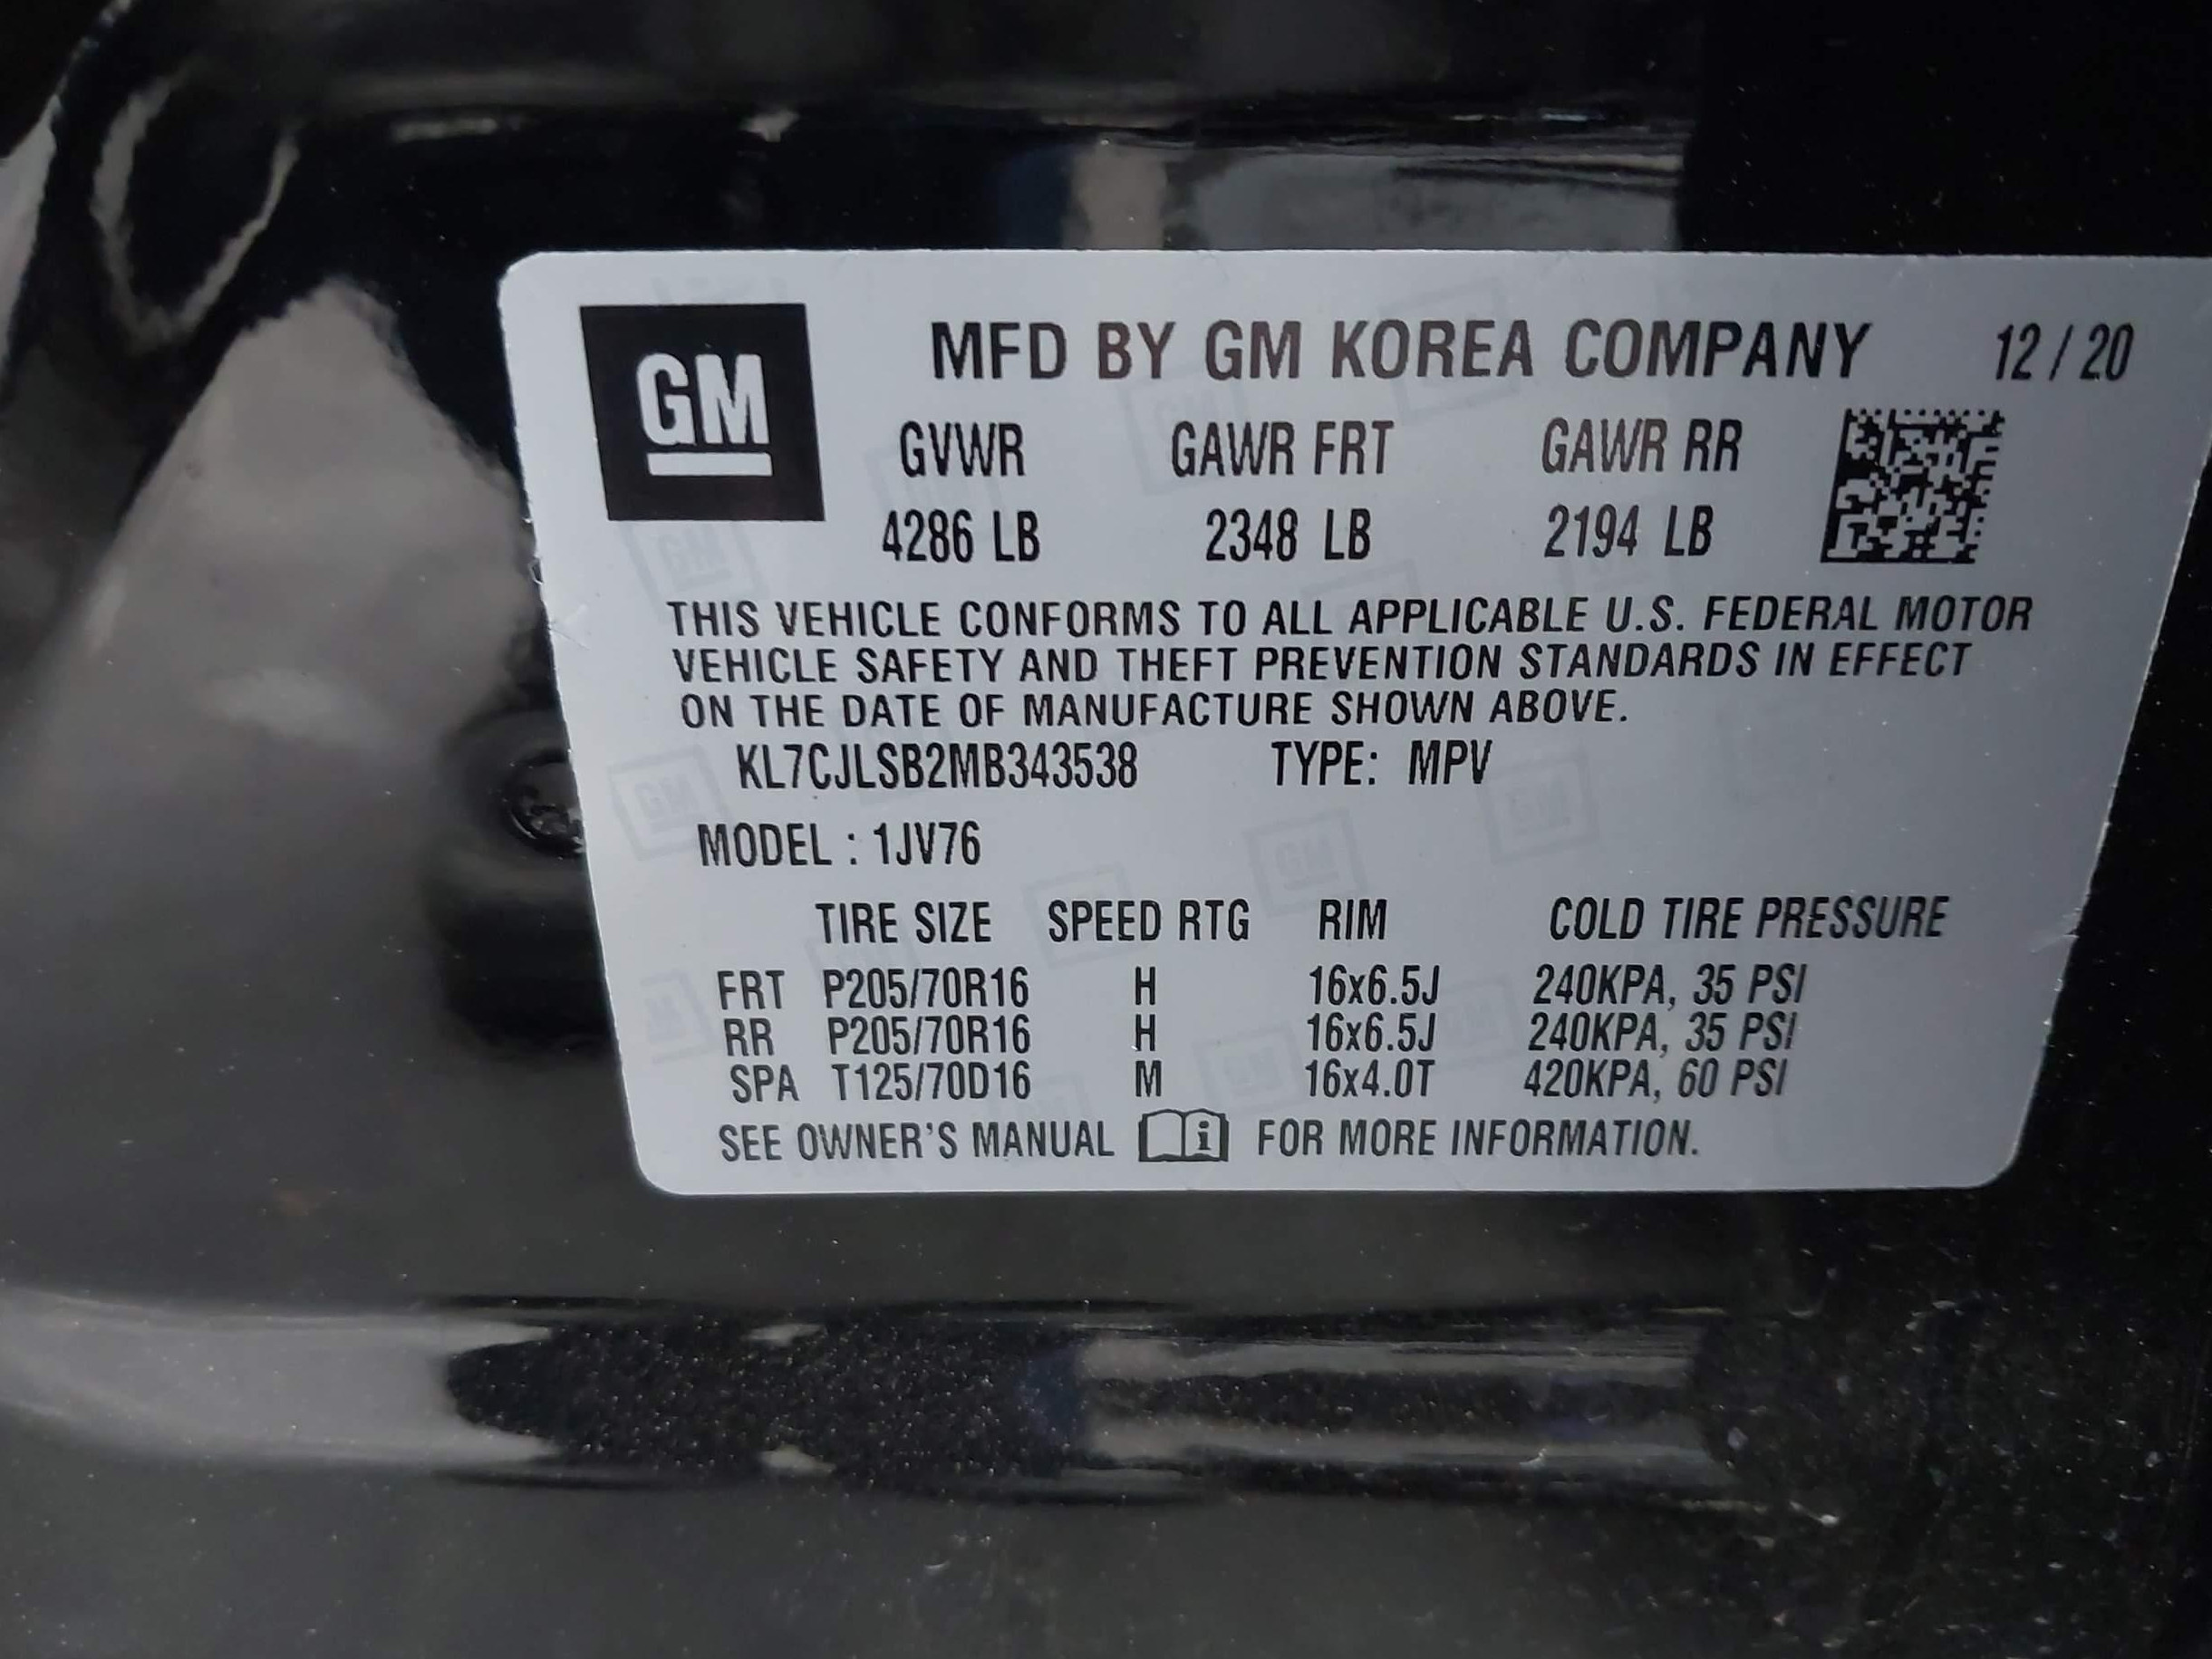 GM
MFD BY GM KOREA COMPANY 12 / 20
GVWR GAWR FRT GAWR RR
4286 LB 2348 LB 2194 LB
THIS VEHICLE CONFORMS TO ALL APPLICABLE U.S. FEDERAL MOTOR
VEHICLE SAFETY AND THEFT PREVENTION STANDARDS IN EFFECT
ON THE DATE OF MANUFACTURE SHOWN ABOVE.
KL7CJLSB2MB343538 TYPE: MPV
MODEL : 1JV76
TIRE SIZE SPEED RTG RIM COLD TIRE PRESSURE
FRT P205/70R16 H 16x6.5J 240KPA, 35 PSI
RR P205/70R16 H 16x6.5J 240KPA, 35 PSI
SPA T125/70D16 M 16x4.0T 420KPA, 60 PSI
SEE OWNER'S MANUAL i FOR MORE INFORMATION.